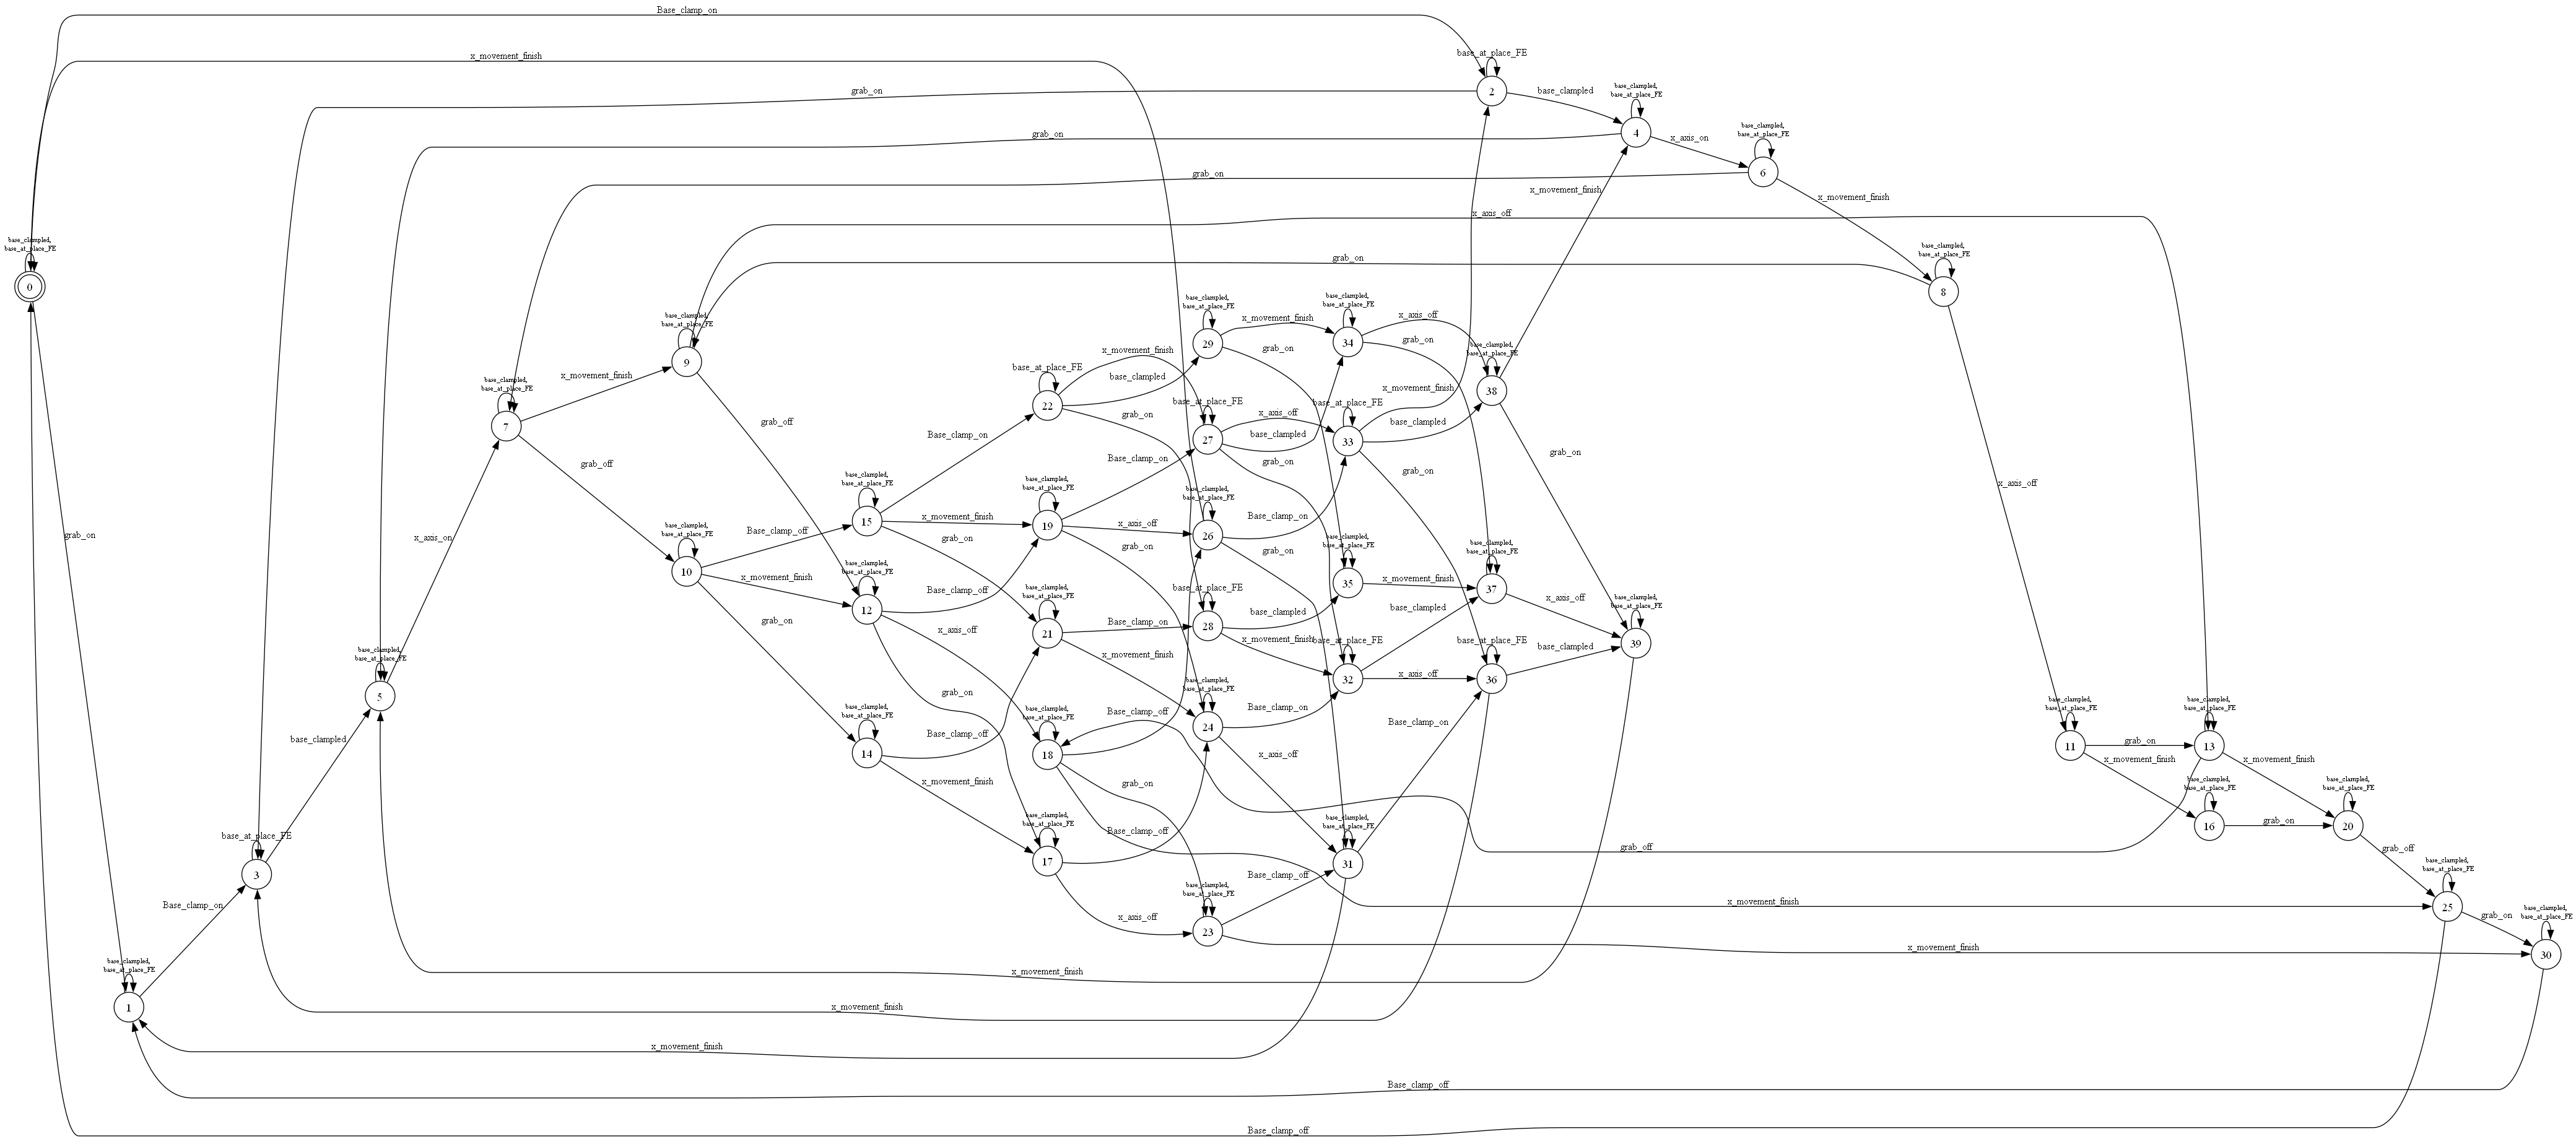 Base_clamp_on
x_movement_finish
base_at_place_FE
2
grab_on
base_clampled
base_clampled,
base_at_place_FE
4
grab_on
x_axis_on
base_clampled,
base_at_place_FE
6
grab_on
x_movement_finish
x_movement_finish
x_axis_off
base_clampled,
base_at_place_FE
0
base_clampled,
base_at_place_FE
8
grab_on
base_clampled,
base_at_place_FE
29
x_movement_finish
base_clampled,
base_at_place_FE
34
x_axis_off
grab_on
grab_on
base_clampled,
base_at_place_FE
9
x_movement_finish
x_movement_finish
base_clampled
base_clampled,
base_at_place_FE
38
x_movement_finish
base_clampled,
base_at_place_FE
7
base_at_place_FE
22
grab_on
base_at_place_FE
27
x_axis_off
base_clampled
base_at_place_FE
33
base_clampled
grab_off
Base_clamp_on
Base_clamp_on
grab_on
grab_on
grab_on
grab_off
base_clampled,
base_at_place_FE
15
x_movement_finish
base_clampled,
base_at_place_FE
19
x_axis_off
base_clampled,
base_at_place_FE
26
Base_clamp_on
x_axis_off
grab_on
x_axis_on
base_clampled,
base_at_place_FE
10
Base_clamp_off
x_movement_finish
grab_on
grab_on
grab_on
base_clampled,
base_at_place_FE
35
x_movement_finish
base_clampled,
base_at_place_FE
37
x_axis_off
base_clampled,
base_at_place_FE
12
Base_clamp_off
base_clampled,
base_at_place_FE
21
Base_clamp_on
base_at_place_FE
28
base_clampled
x_movement_finish
base_clampled
base_clampled,
base_at_place_FE
39
grab_on
x_axis_off
x_movement_finish
base_at_place_FE
32
x_axis_off
base_at_place_FE
36
base_clampled
base_clampled,
base_at_place_FE
5
grab_on
base_clampled,
base_at_place_FE
24
Base_clamp_on
Base_clamp_off
Base_clamp_on
base_clampled
base_clampled,
base_at_place_FE
14
Base_clamp_off
base_clampled,
base_at_place_FE
18
x_axis_off
base_clampled,
base_at_place_FE
11
grab_on
x_movement_finish
base_clampled,
base_at_place_FE
13
x_movement_finish
x_movement_finish
grab_on
base_clampled,
base_at_place_FE
16
grab_on
base_clampled,
base_at_place_FE
20
base_at_place_FE
3
base_clampled,
base_at_place_FE
17
Base_clamp_off
base_clampled,
base_at_place_FE
31
grab_off
grab_off
Base_clamp_on
x_axis_off
base_clampled,
base_at_place_FE
23
Base_clamp_off
x_movement_finish
base_clampled,
base_at_place_FE
25
grab_on
x_movement_finish
base_clampled,
base_at_place_FE
30
base_clampled,
base_at_place_FE
1
x_movement_finish
x_movement_finish
x_movement_finish
Base_clamp_off
Base_clamp_off